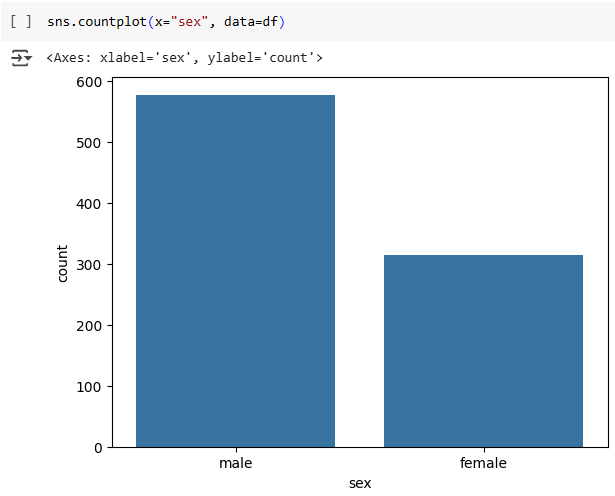 [ ] sns.countplot(x="sex", data=df)
<Axes: xlabel='sex', ylabel='count'>
600
500
400
300
200
100
0
count
male female
sex